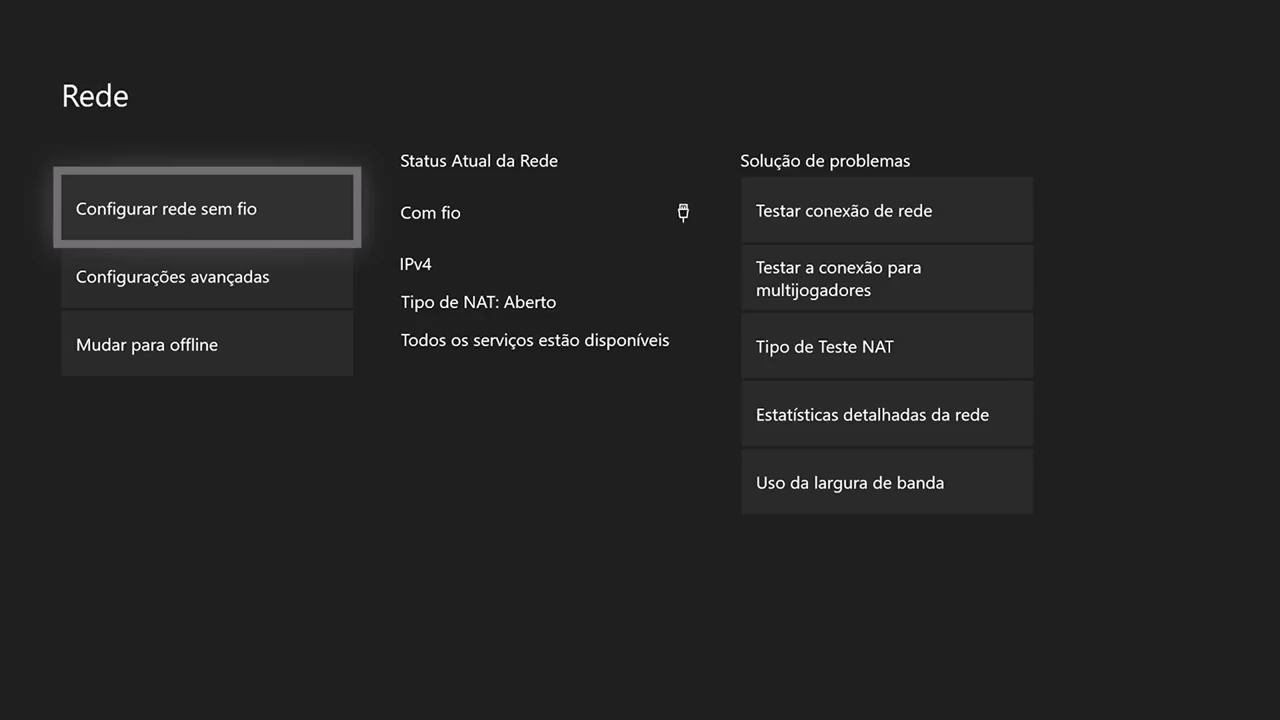 Rede
Configurar rede sem fio
Configurações avançadas
Mudar para offline
Status Atual da Rede
Com fio
IPv4
Tipo de NAT: Aberto
Todos os serviços estão disponíveis
Solução de problemas
Testar conexão de rede
Testar a conexão para
multijogadores
Tipo de Teste NAT
Estatísticas detalhadas da rede
Uso da largura de banda